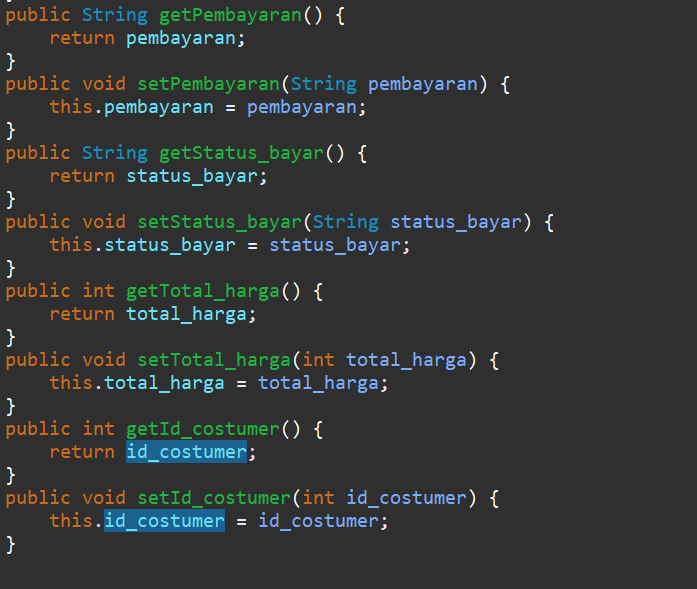 public String getPembayaran() {
    return pembayaran;
}
public void setPembayaran(String pembayaran) {
    this.pembayaran = pembayaran;
}
public String getStatus_bayar() {
    return status_bayar;
}
public void setStatus_bayar(String status_bayar) {
    this.status_bayar = status_bayar;
}
public int getTotal_harga() {
    return total_harga;
}
public void setTotal_harga(int total_harga) {
    this.total_harga = total_harga;
}
public int getId_costumer() {
    return id_costumer;
}
public void setId_costumer(int id_costumer) {
    this.id_costumer = id_costumer;
}